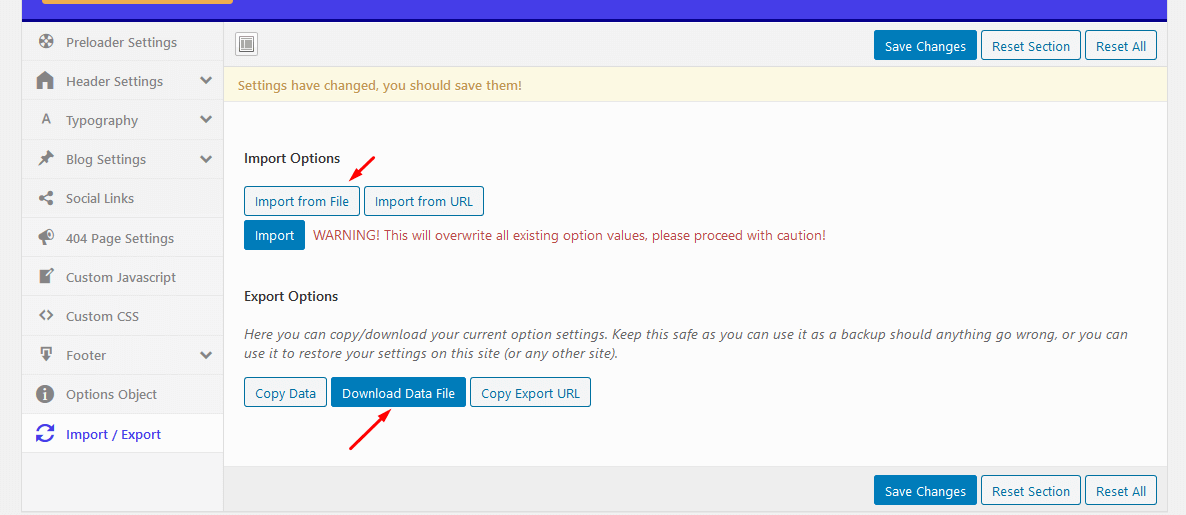 Preloader Settings
Header Settings
Typography
Blog Settings
Social Links
404 Page Settings
Custom Javascript
Custom CSS
Footer
Options Object
Import / Export
Save Changes Reset Section Reset All
Settings have changed, you should save them!
Import Options
Import from File Import from URL
Import WARNING! This will overwrite all existing option values, please proceed with caution!
Export Options
Here you can copy/download your current option settings. Keep this safe as you can use it as a backup should anything go wrong, or you can
use it to restore your settings on this site (or any other site).
Copy Data Download Data File Copy Export URL
Save Changes Reset Section Reset All